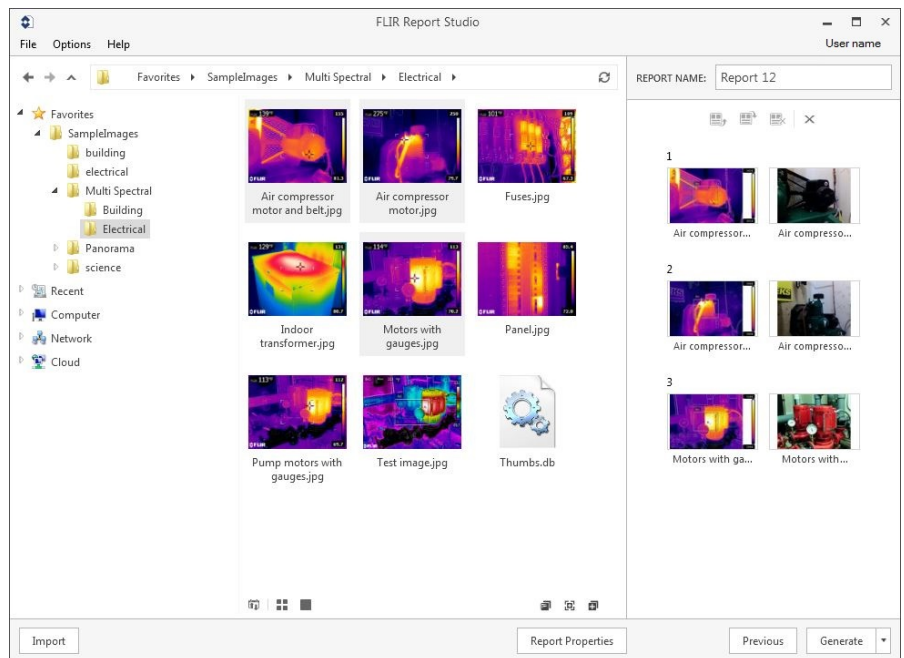 FLIR Report Studio
File Options Help
User name
Favorites SampleImages Multi Spectral Electrical
REPORT NAME: Report 12
Favorites
SampleImages
building
electrical
Multi Spectral
Building
Electrical
Panorama
science
Recent
Computer
Network
Cloud
Air compressor motor and belt.jpg
Air compressor motor.jpg
Fuses.jpg
Indoor transformer.jpg
Motors with gauges.jpg
Panel.jpg
Pump motors with gauges.jpg
Test image.jpg
Thumbs.db
1
Air compressor...
Air compresso...
2
Air compressor...
Air compresso...
3
Motors with ga...
Motors with...
Import
Report Properties
Previous
Generate